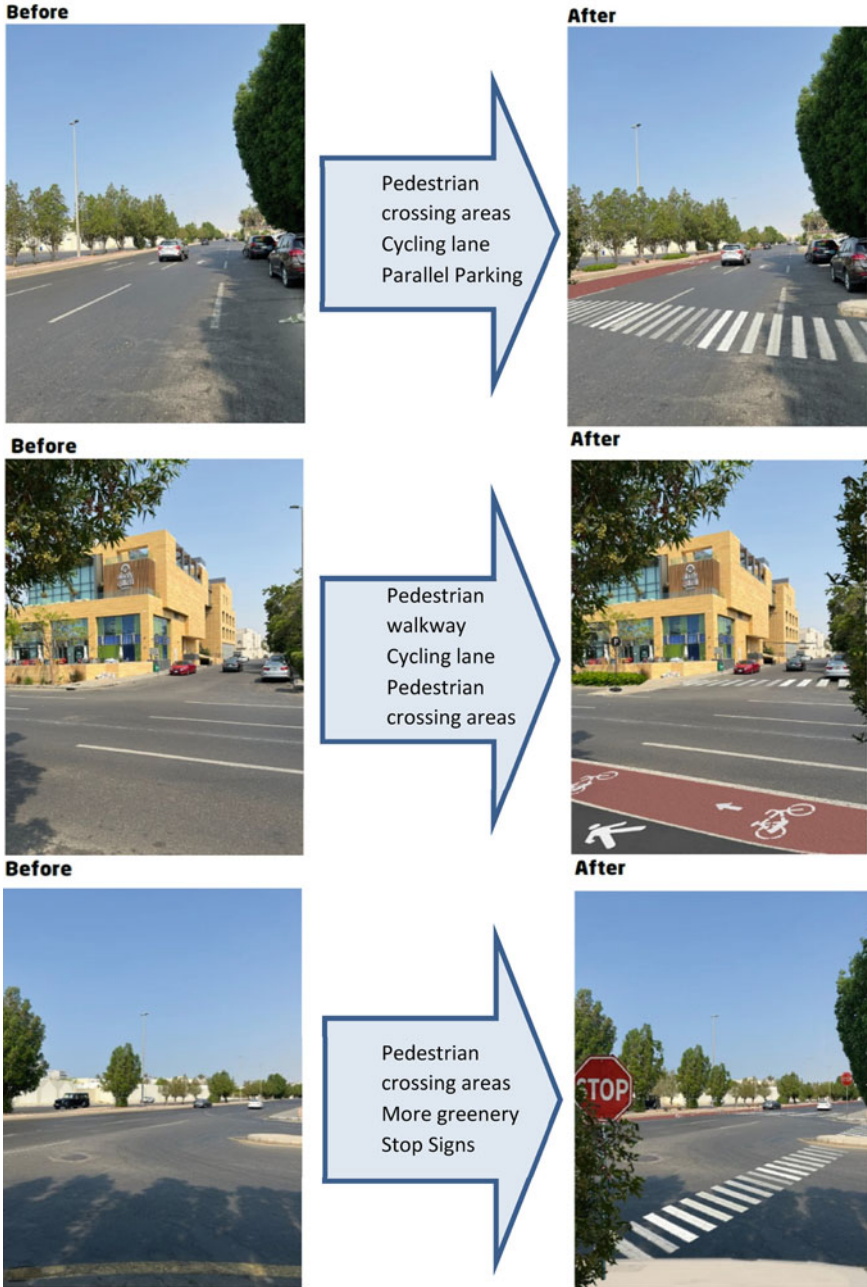 Before
After
Pedestrian
crossing areas
Cycling lane
Parallel Parking
Before
After
Pedestrian
walkway
Cycling lane
Pedestrian
crossing areas
P
Before
After
Pedestrian
crossing areas
More greenery
Stop Signs
STOP